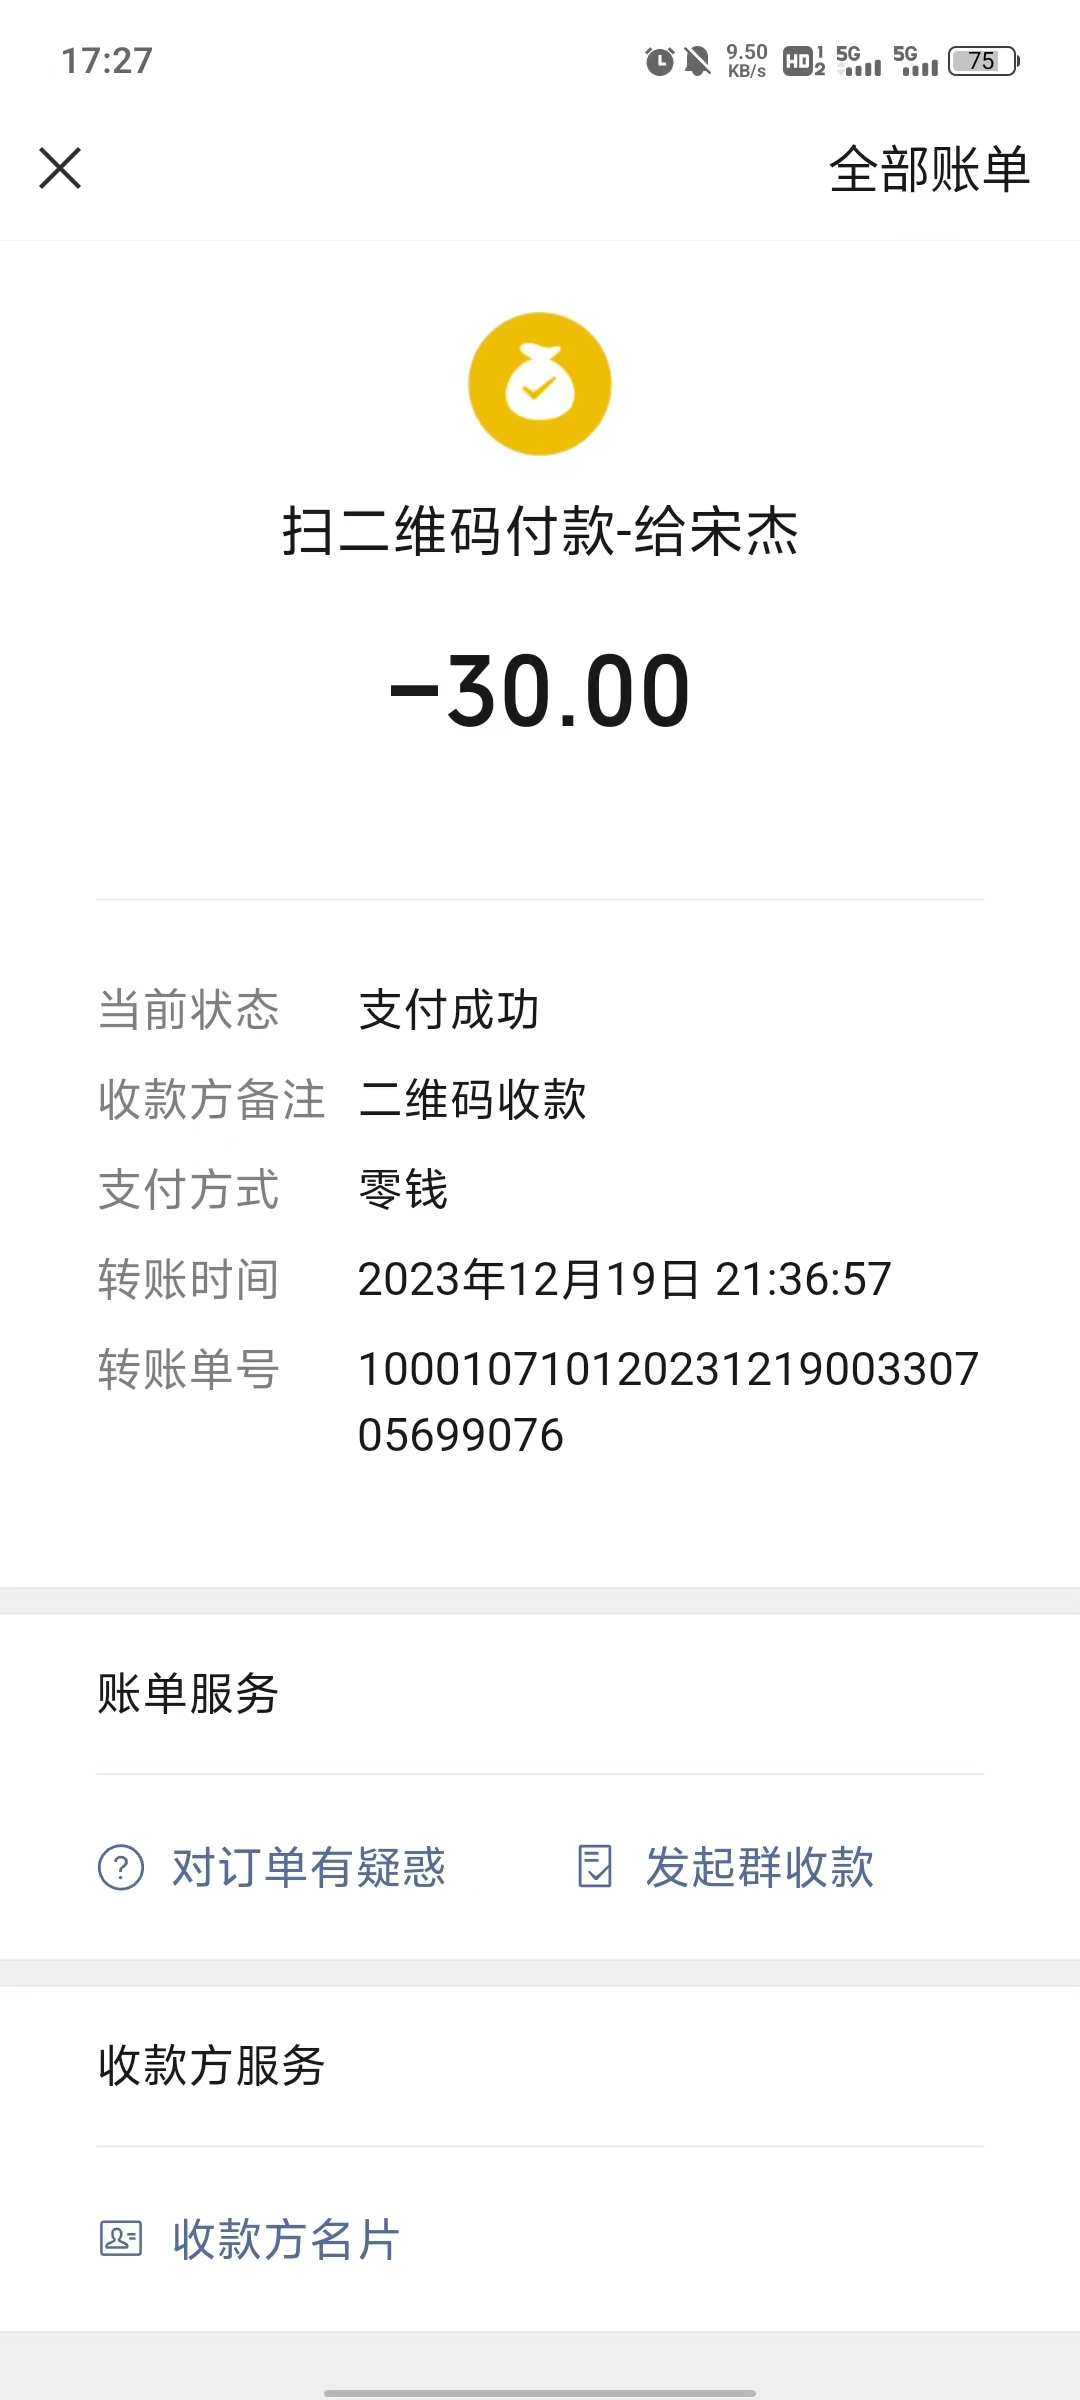 17:27
9.50 KB/s HD 1 2 5G 5G 75
全部账单
扫二维码付款-给宋杰
-30.00
当前状态 支付成功
收款方备注 二维码收款
支付方式 零钱
转账时间 2023年12月19日 21:36:57
转账单号 100010710120231219003307
05699076
账单服务
对订单有疑惑 发起群收款
收款方服务
收款方名片